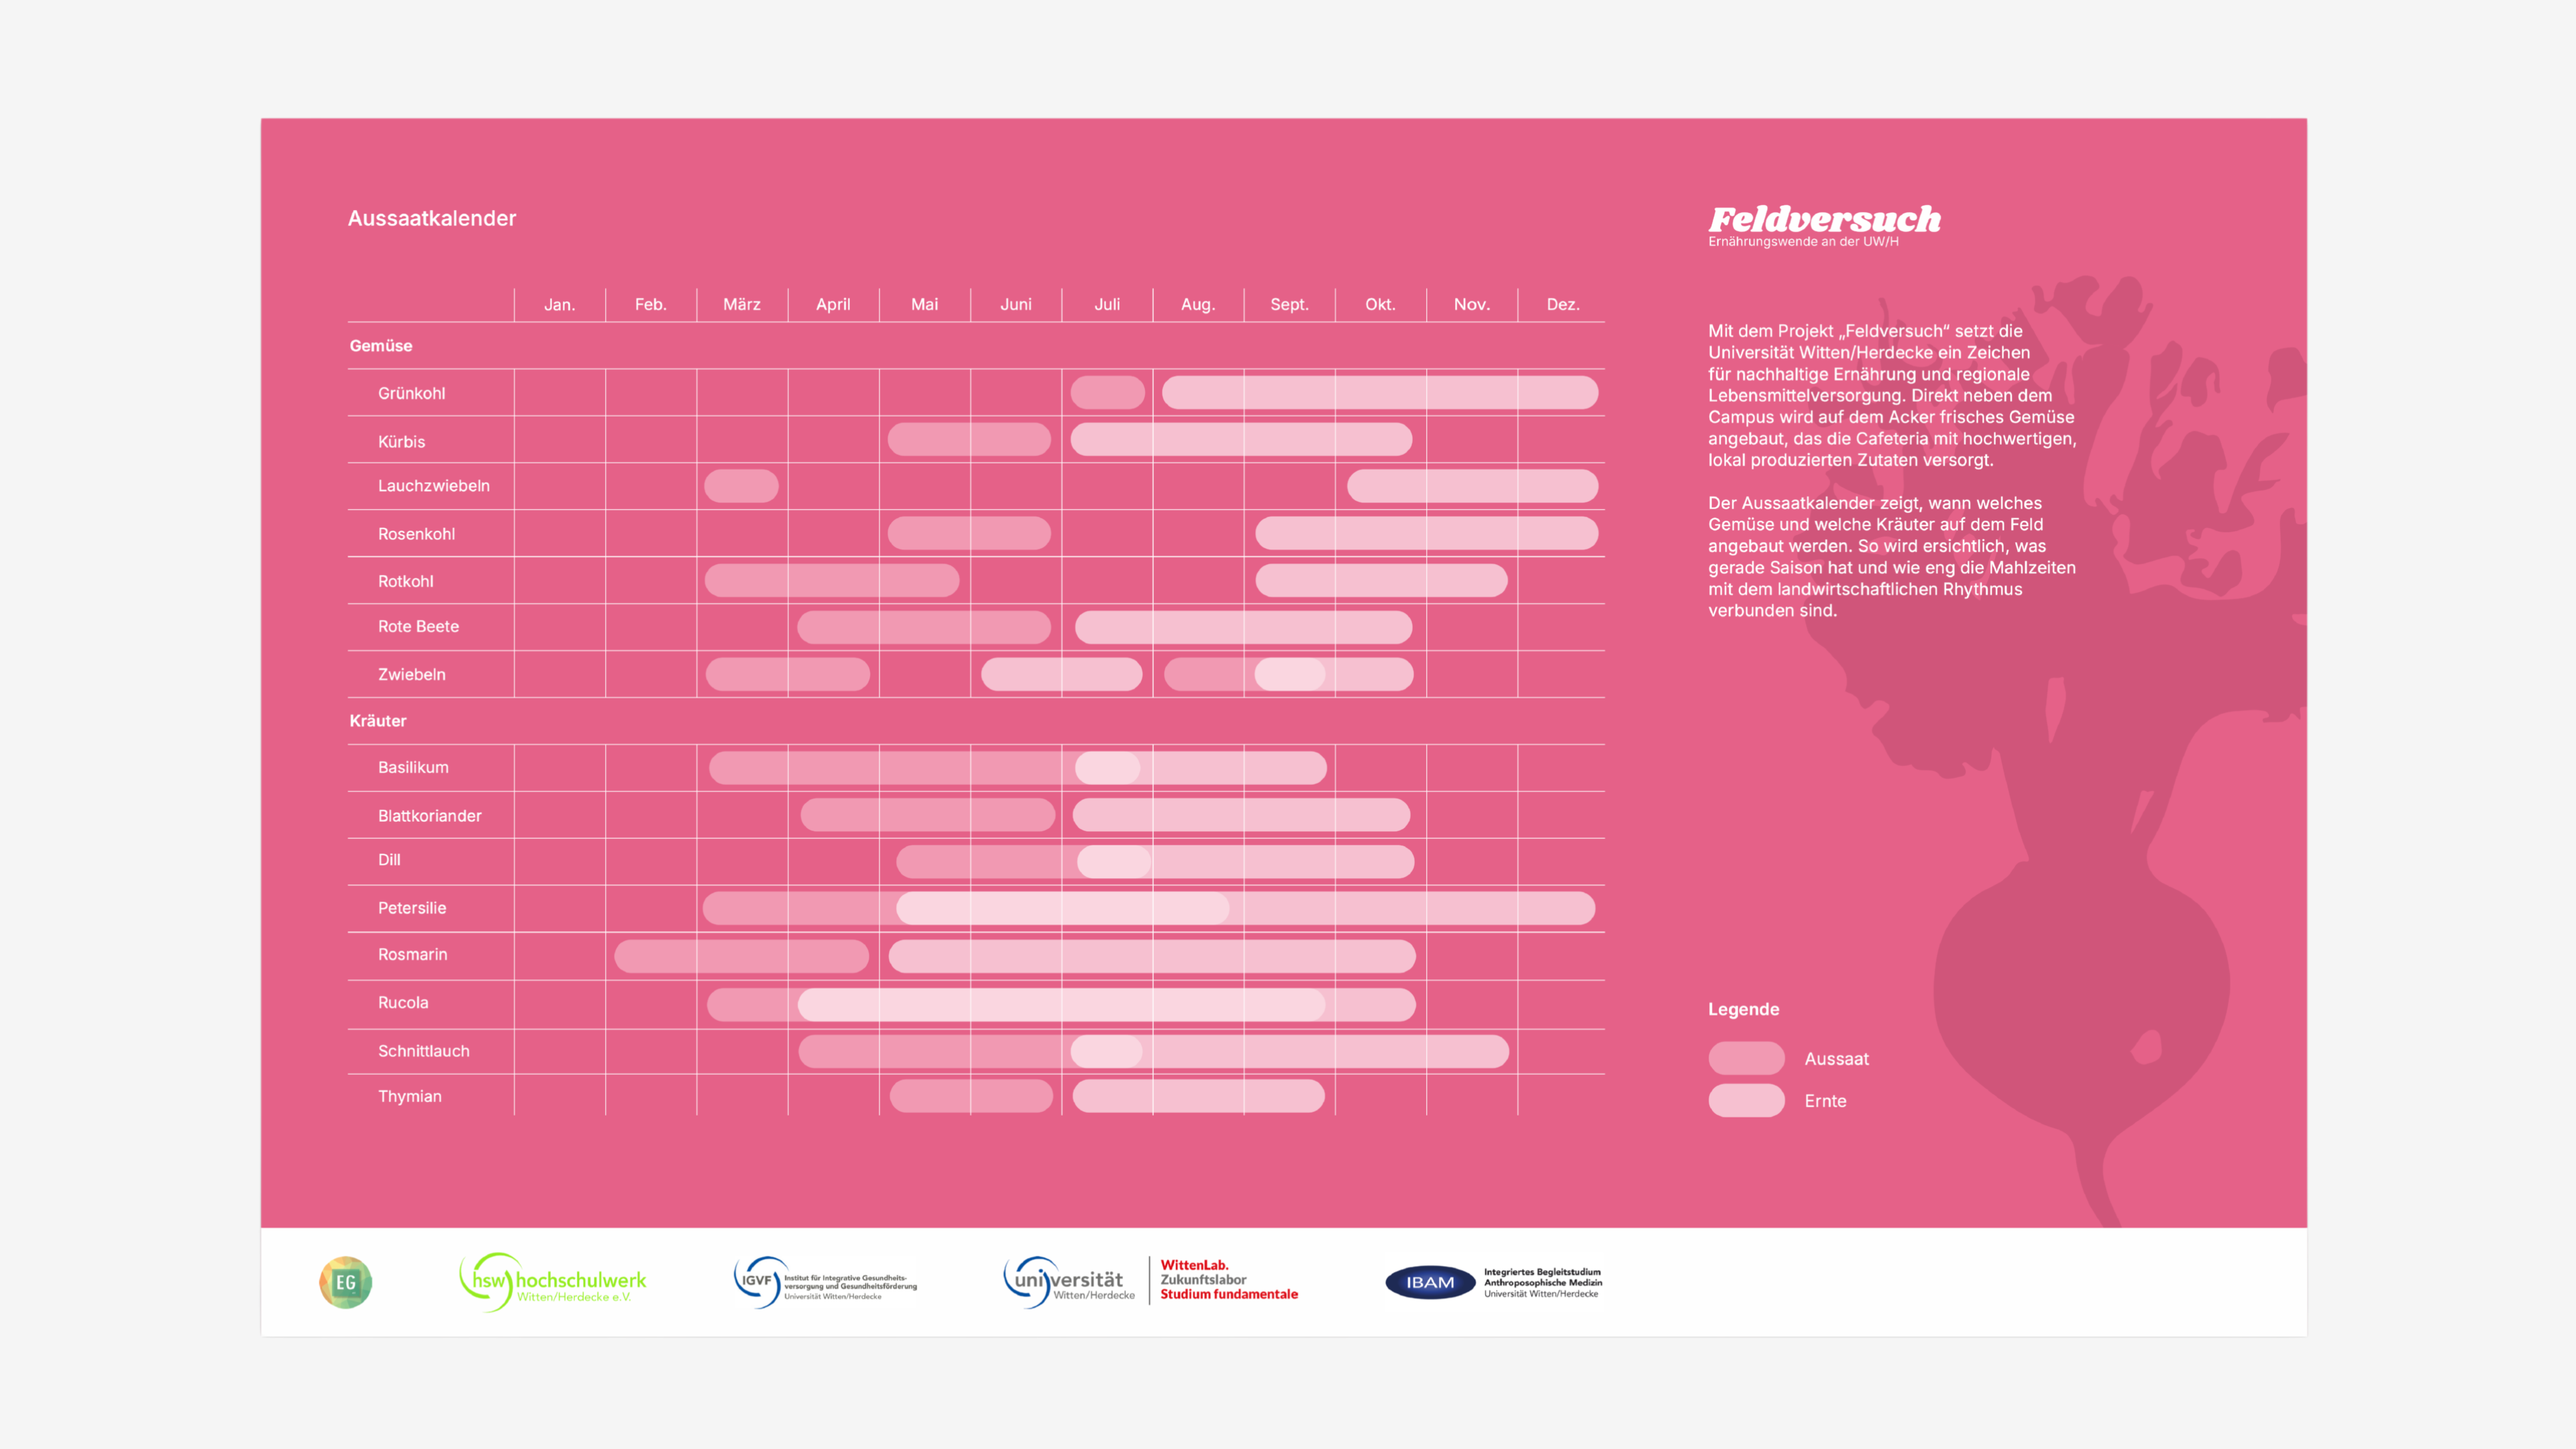 Aussaatkalender
Jan. Feb. März April Mai Juni Juli Aug. Sept. Okt. Nov. Dez.
Gemüse
Grünkohl
Kürbis
Lauchzwiebeln
Rosenkohl
Rotkohl
Rote Beete
Zwiebeln
Kräuter
Basilikum
Blattkoriander
Dill
Petersilie
Rosmarin
Rucola
Schnittlauch
Thymian
Feldversuch
Ernährungswende an der UW/H
Mit dem Projekt „Feldversuch“ setzt die
Universität Witten/Herdecke ein Zeichen
für nachhaltige Ernährung und regionale
Lebensmittelversorgung. Direkt neben dem
Campus wird auf dem Acker frisches Gemüse
angebaut, das die Cafeteria mit hochwertigen,
lokal produzierten Zutaten versorgt.
Der Aussaatkalender zeigt, wann welches
Gemüse und welche Kräuter auf dem Feld
angebaut werden. So wird ersichtlich, was
gerade Saison hat und wie eng die Mahlzeiten
mit dem landwirtschaftlichen Rhythmus
verbunden sind.
Legende
Aussaat
Ernte
EG
hsw hochschulwerk
Witten/Herdecke e.V.
IGVF
Institut für Integrative Gesundheits-
versorgung und Gesundheitsförderung
Universität Witten/Herdecke
universität
Witten/Herdecke
WittenLab.
Zukunftslabor
Studium fundamentale
IBAM
Integriertes Begleitstudium
Anthroposophische Medizin
Universität Witten/Herdecke